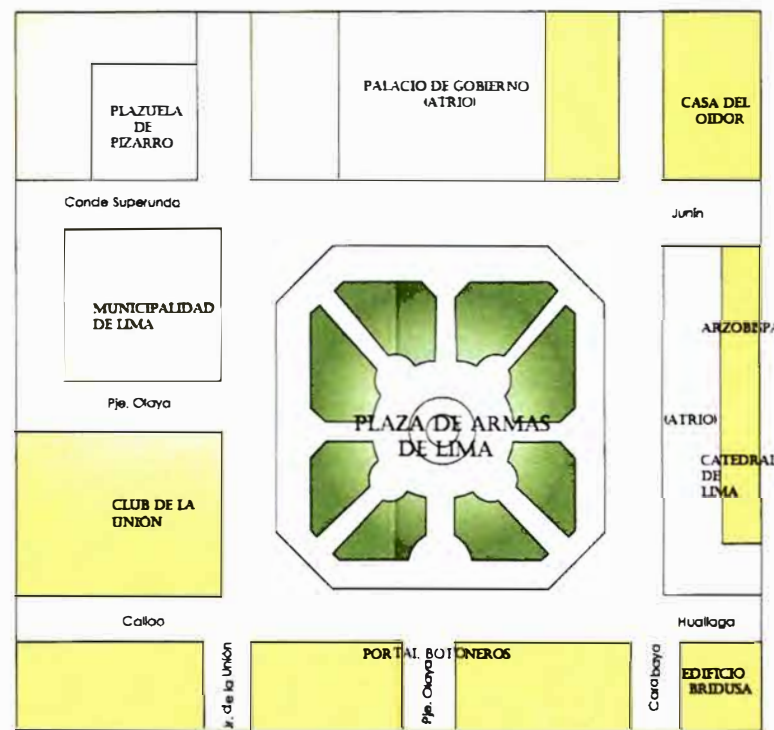 PLAZUELA
DE
PIZARRO
PALACIO DE GOBIERNO
(ATRIO)
CASA DEL
OIDOR
Conde Superunda
Junín
MUNICIPALIDAD
DE LIMA
ARZOBISPA
Pje. Olaya
PLAZA DE ARMAS
DE LIMA
(ATRIO)
CATEDRAL
DE
LIMA
CLUB DE LA
UNIÓN
Callao
Huallaga
PORTAL BOTONEROS
Jr. de la Unión
Pje. Olaya
Carabaya
EDIFICIO
BRIDUSA